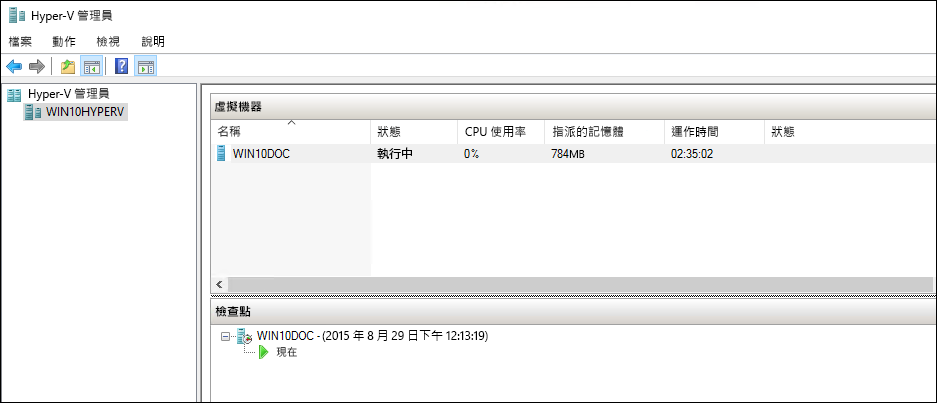 Hyper-V 管理員
檔案 動作 檢視 說明
Hyper-V 管理員
WIN10HYPERV
虛擬機器
名稱 狀態 CPU 使用率 指派的記憶體 運作時間 狀態
WIN10DOC 執行中 0% 784MB 02:35:02
檢查點
WIN10DOC - (2015 年 8 月 29 日下午 12:13:19)
現在